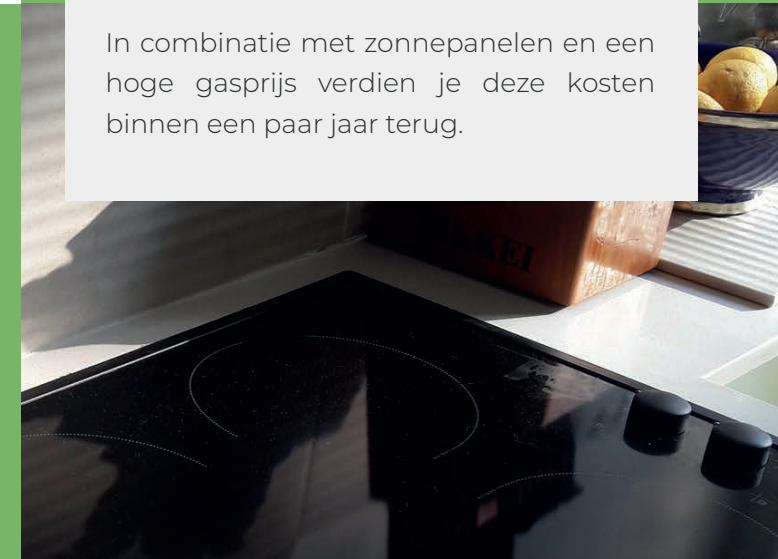 In combinatie met zonnepanelen en een
hoge gasprijs verdien je deze kosten
binnen een paar jaar terug.